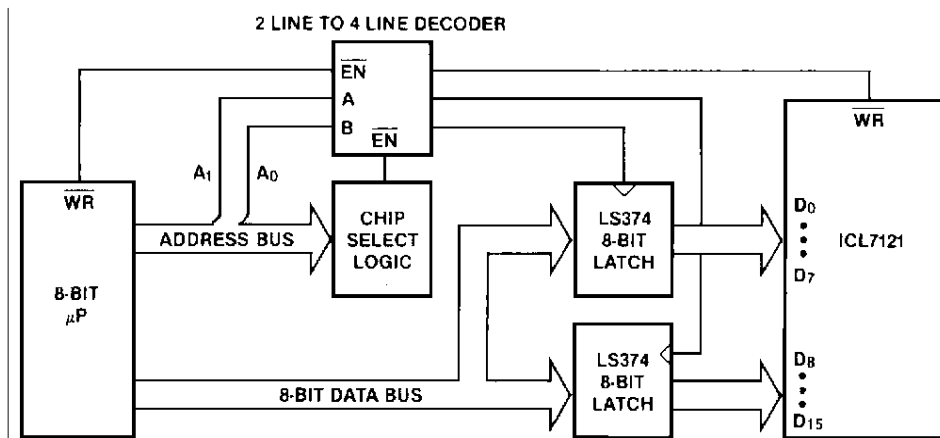 2 LINE TO 4 LINE DECODER
EN
A
B
EN
WR
A1
A0
WR
8-BIT
μP
ADDRESS BUS
CHIP
SELECT
LOGIC
LS374
8-BIT
LATCH
D0
D7
ICL7121
LS374
8-BIT
LATCH
D8
D15
8-BIT DATA BUS